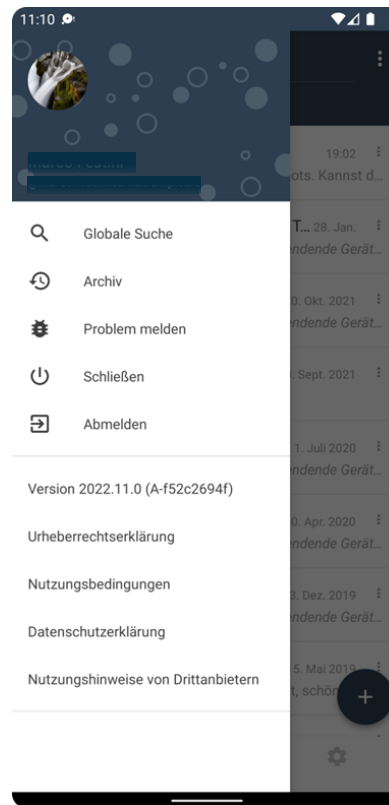 11:10
19:02
ots. Kannst d...
Globale Suche
T... 28. Jan.
ndende Gerät...
Archiv
0. Okt. 2021
Problem melden
ndende Gerät...
Schließen
. Sept. 2021
Abmelden
1. Juli 2020
ndende Gerät...
Version 2022.11.0 (A-f52c2694f)
0. Apr. 2020
Urheberrechtserklärung
ndende Gerät...
Nutzungsbedingungen
3. Dez. 2019
ndende Gerät...
Datenschutzerklärung
5. Mai 2019
Nutzungshinweise von Drittanbietern
t, schön